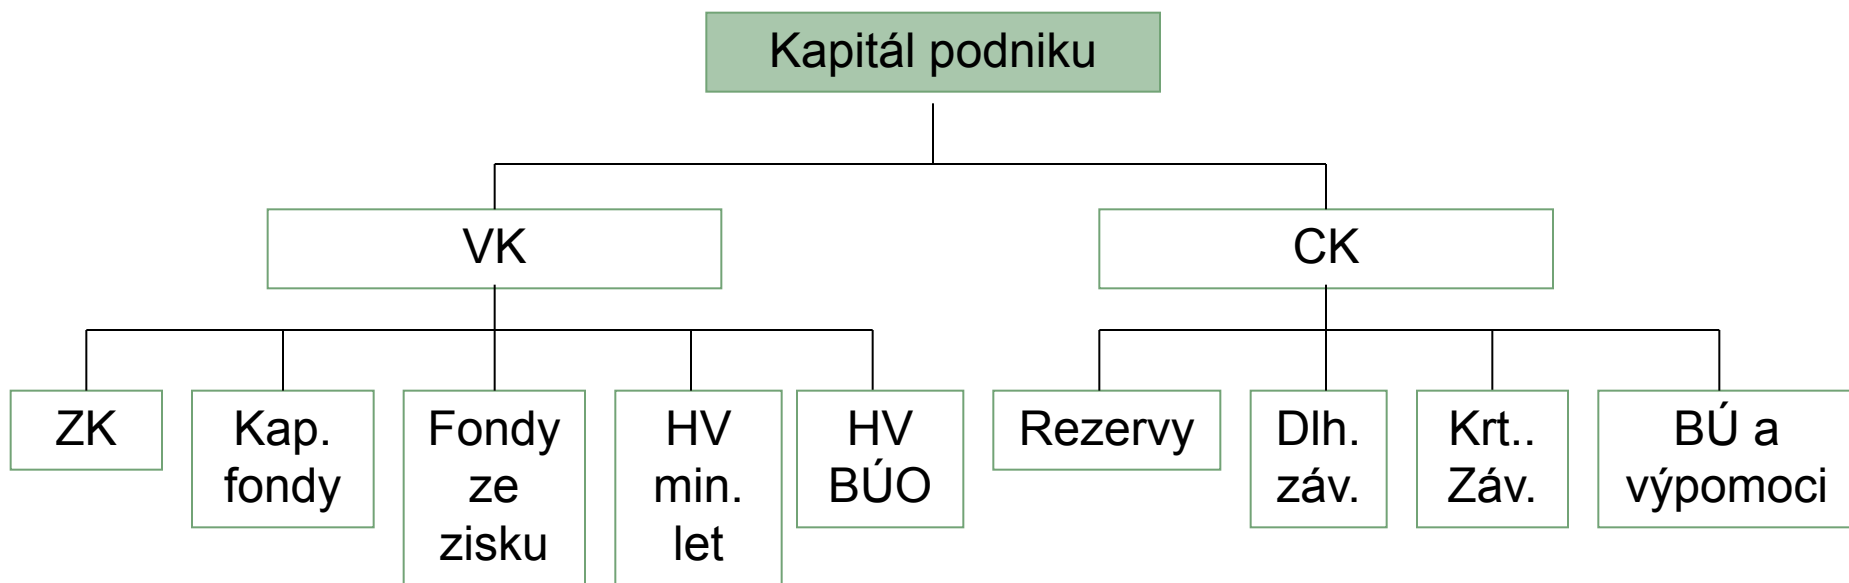 Kapitál podniku
VK
CK
ZK
Kap.
fondy
Fondy
ze
zisku
HV
min.
let
HV
BÚO
Rezervy
Dlh.
záv.
Krt..
Záv.
BÚ a
výpomoci